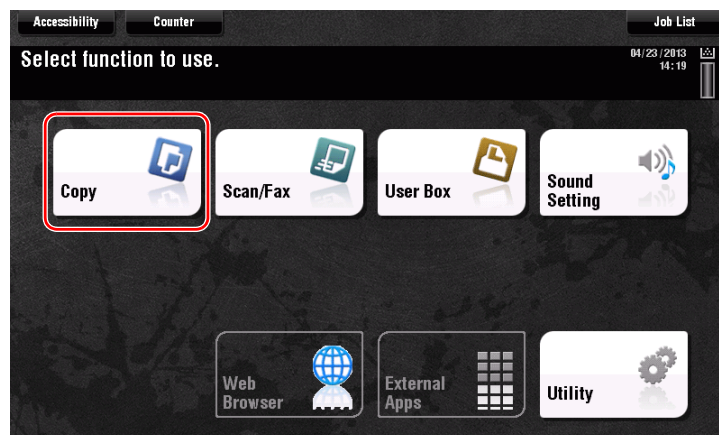 Accessibility Counter Job List
Select function to use.
04/23/2013
14:19
Copy
Scan/Fax
User Box
Sound
Setting
Web
Browser
External
Apps
Utility